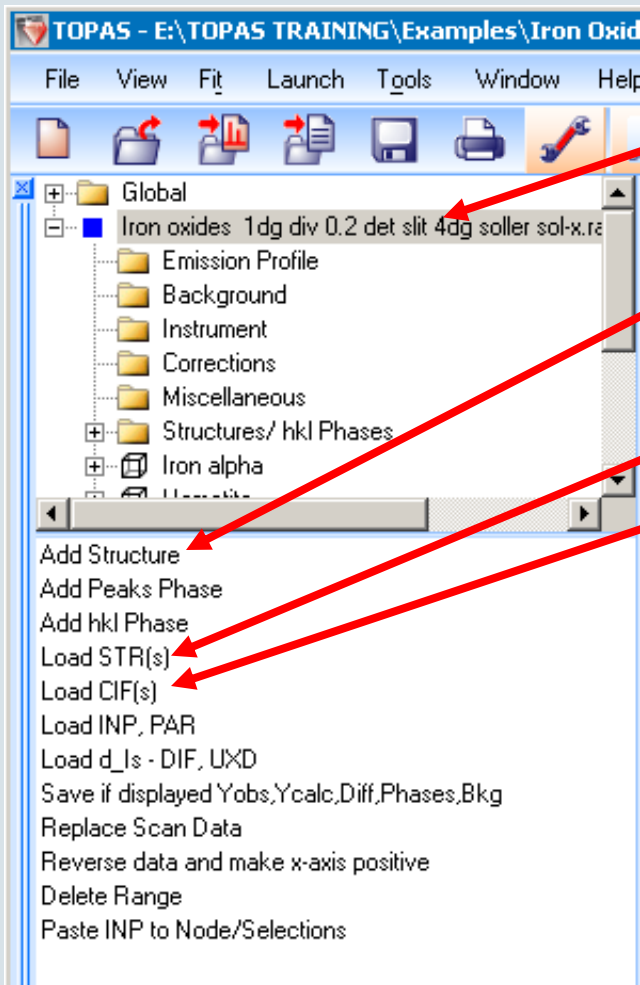 TOPAS - E:\TOPAS TRAINING\Examples\Iron Oxid
File View Fit Launch Tools Window Help
Global
Iron oxides 1dg div 0.2 det slit 4dg soller sol-x.ra
Emission Profile
Background
Instrument
Corrections
Miscellaneous
Structures/ hkl Phases
Iron alpha
Hematite
Add Structure
Add Peaks Phase
Add hkl Phase
Load STR(s)
Load CIF(s)
Load INP, PAR
Load d_Is - DIF, UXD
Save if displayed Yobs,Ycalc,Diff,Phases,Bkg
Replace Scan Data
Reverse data and make x-axis positive
Delete Range
Paste INP to Node/Selections